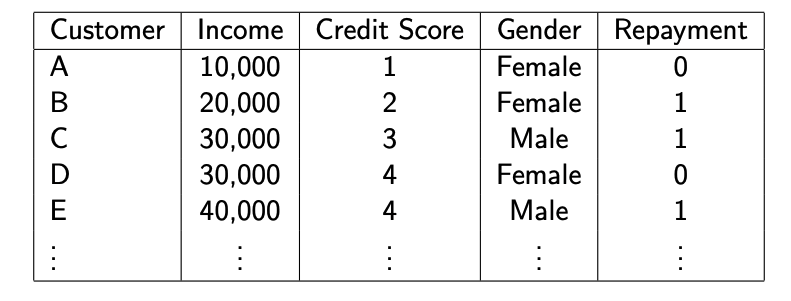 Customer Income Credit Score Gender Repayment
A 10,000 1 Female 0
B 20,000 2 Female 1
C 30,000 3 Male 1
D 30,000 4 Female 0
E 40,000 4 Male 1
⋮ ⋮ ⋮ ⋮ ⋮